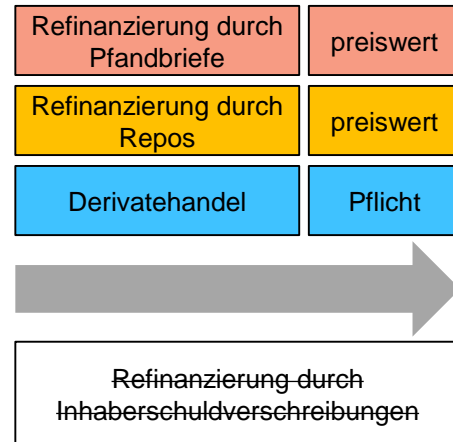 Refinanzierung durch
Pfandbriefe
preiswert
Refinanzierung durch
Repos
preiswert
Derivatehandel
Pflicht
Refinanzierung durch
Inhaberschuldverschreibungen